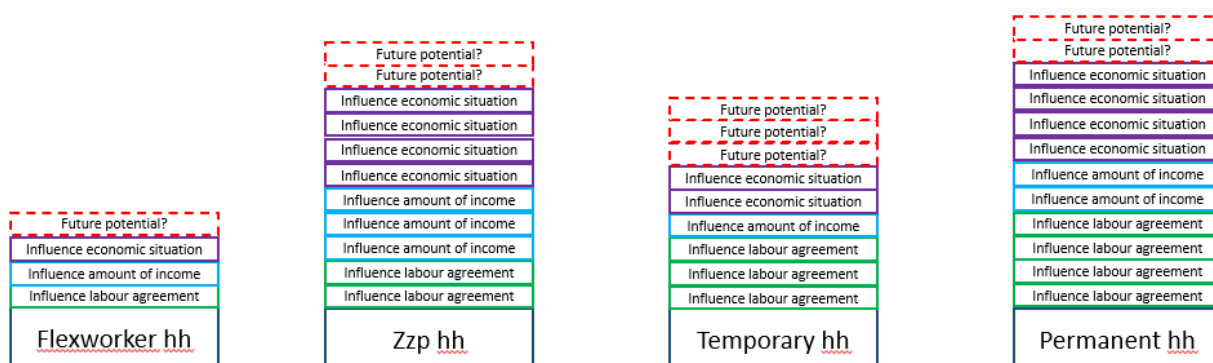 Future potential?
Influence economic situation
Influence amount of income
Influence labour agreement
Flexworker hh
Future potential?
Future potential?
Influence economic situation
Influence economic situation
Influence economic situation
Influence economic situation
Influence amount of income
Influence amount of income
Influence amount of income
Influence labour agreement
Influence labour agreement
Zzp hh
Future potential?
Future potential?
Future potential?
Influence economic situation
Influence economic situation
Influence amount of income
Influence labour agreement
Influence labour agreement
Influence labour agreement
Temporary hh
Future potential?
Future potential?
Influence economic situation
Influence economic situation
Influence economic situation
Influence economic situation
Influence amount of income
Influence amount of income
Influence labour agreement
Influence labour agreement
Influence labour agreement
Influence labour agreement
Permanent hh